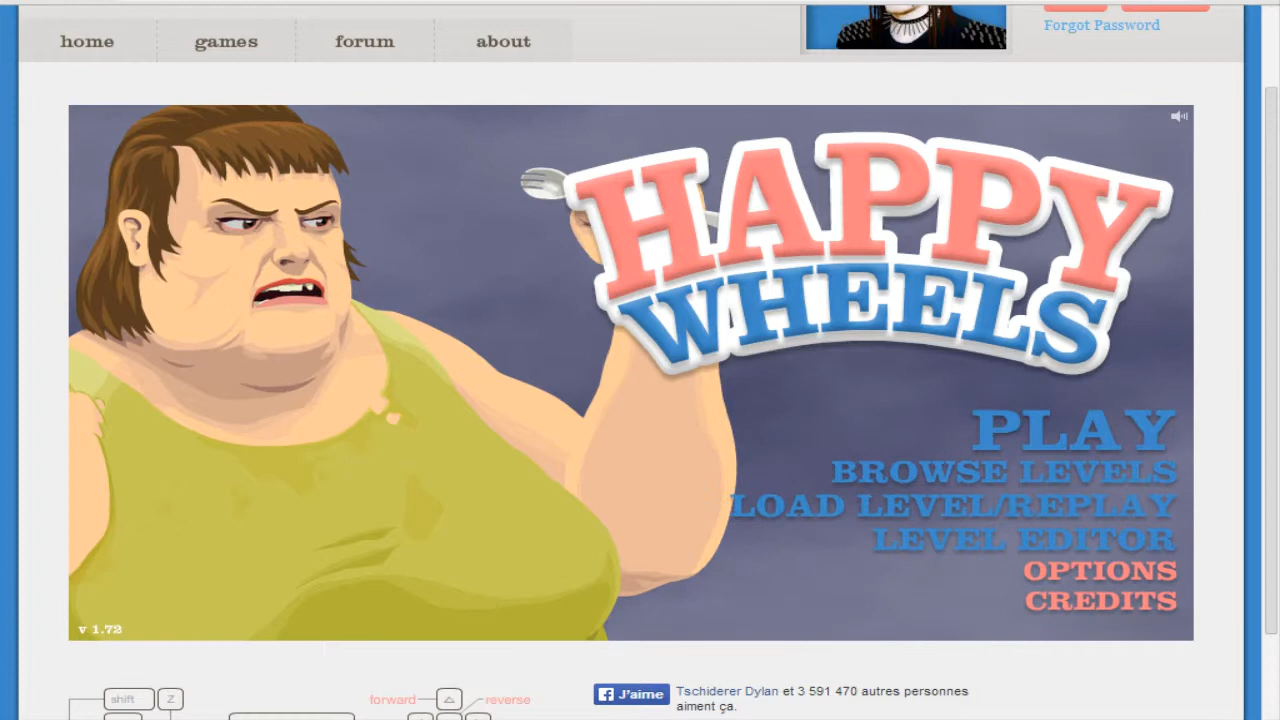 home games forum about
Forgot Password
HAPPY
WHEELS
PLAY
BROWSE LEVELS
LOAD LEVEL/REPLAY
LEVEL EDITOR
OPTIONS
CREDITS
v 1.72
shift Z
forward reverse
J'aime
Tschiderer Dylan et 3 591 470 autres personnes
aiment ça.